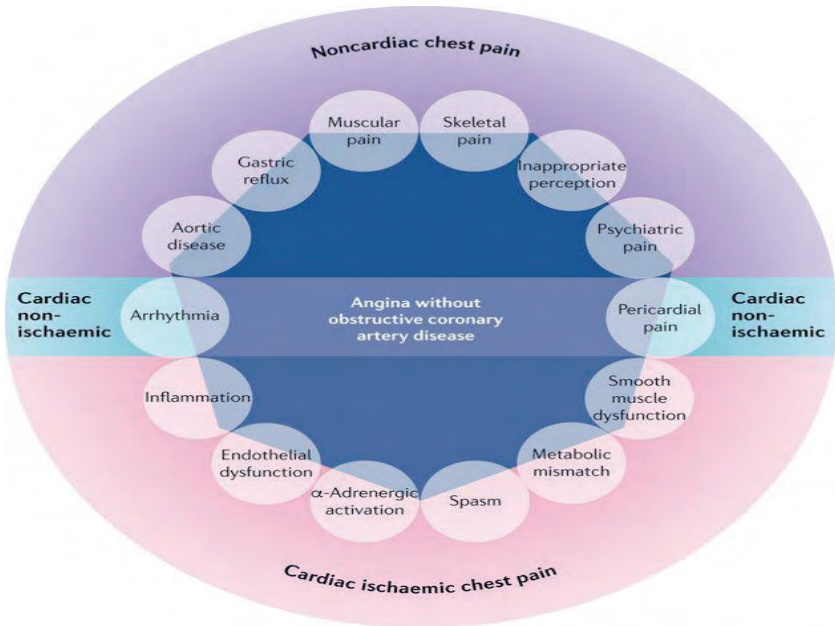 Noncardiac chest pain
Muscular
pain
Skeletal
pain
Gastric
reflux
Inappropriate
perception
Aortic
disease
Psychiatric
pain
Cardiac
non-
ischaemic
Arrhythmia
Angina without
obstructive coronary
artery disease
Pericardial
pain
Cardiac
non-
ischaemic
Inflammation
Smooth
muscle
dysfunction
Endothelial
dysfunction
Metabolic
mismatch
α-Adrenergic
activation
Spasm
Cardiac ischaemic chest pain